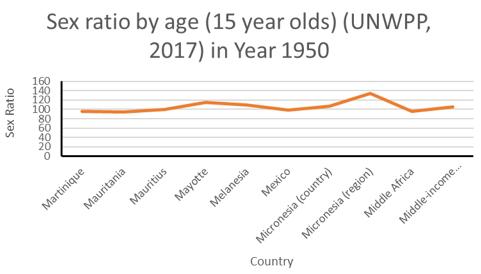 Sex ratio by age (15 year olds) (UNWPP,
2017) in Year 1950
160
140
120
100
80
60
40
20
0
Sex Ratio
Martinique
Mauritania
Mauritius
Mayotte
Melanesia
Mexico
Micronesia (country)
Micronesia (region)
Middle Africa
Middle-income...
Country